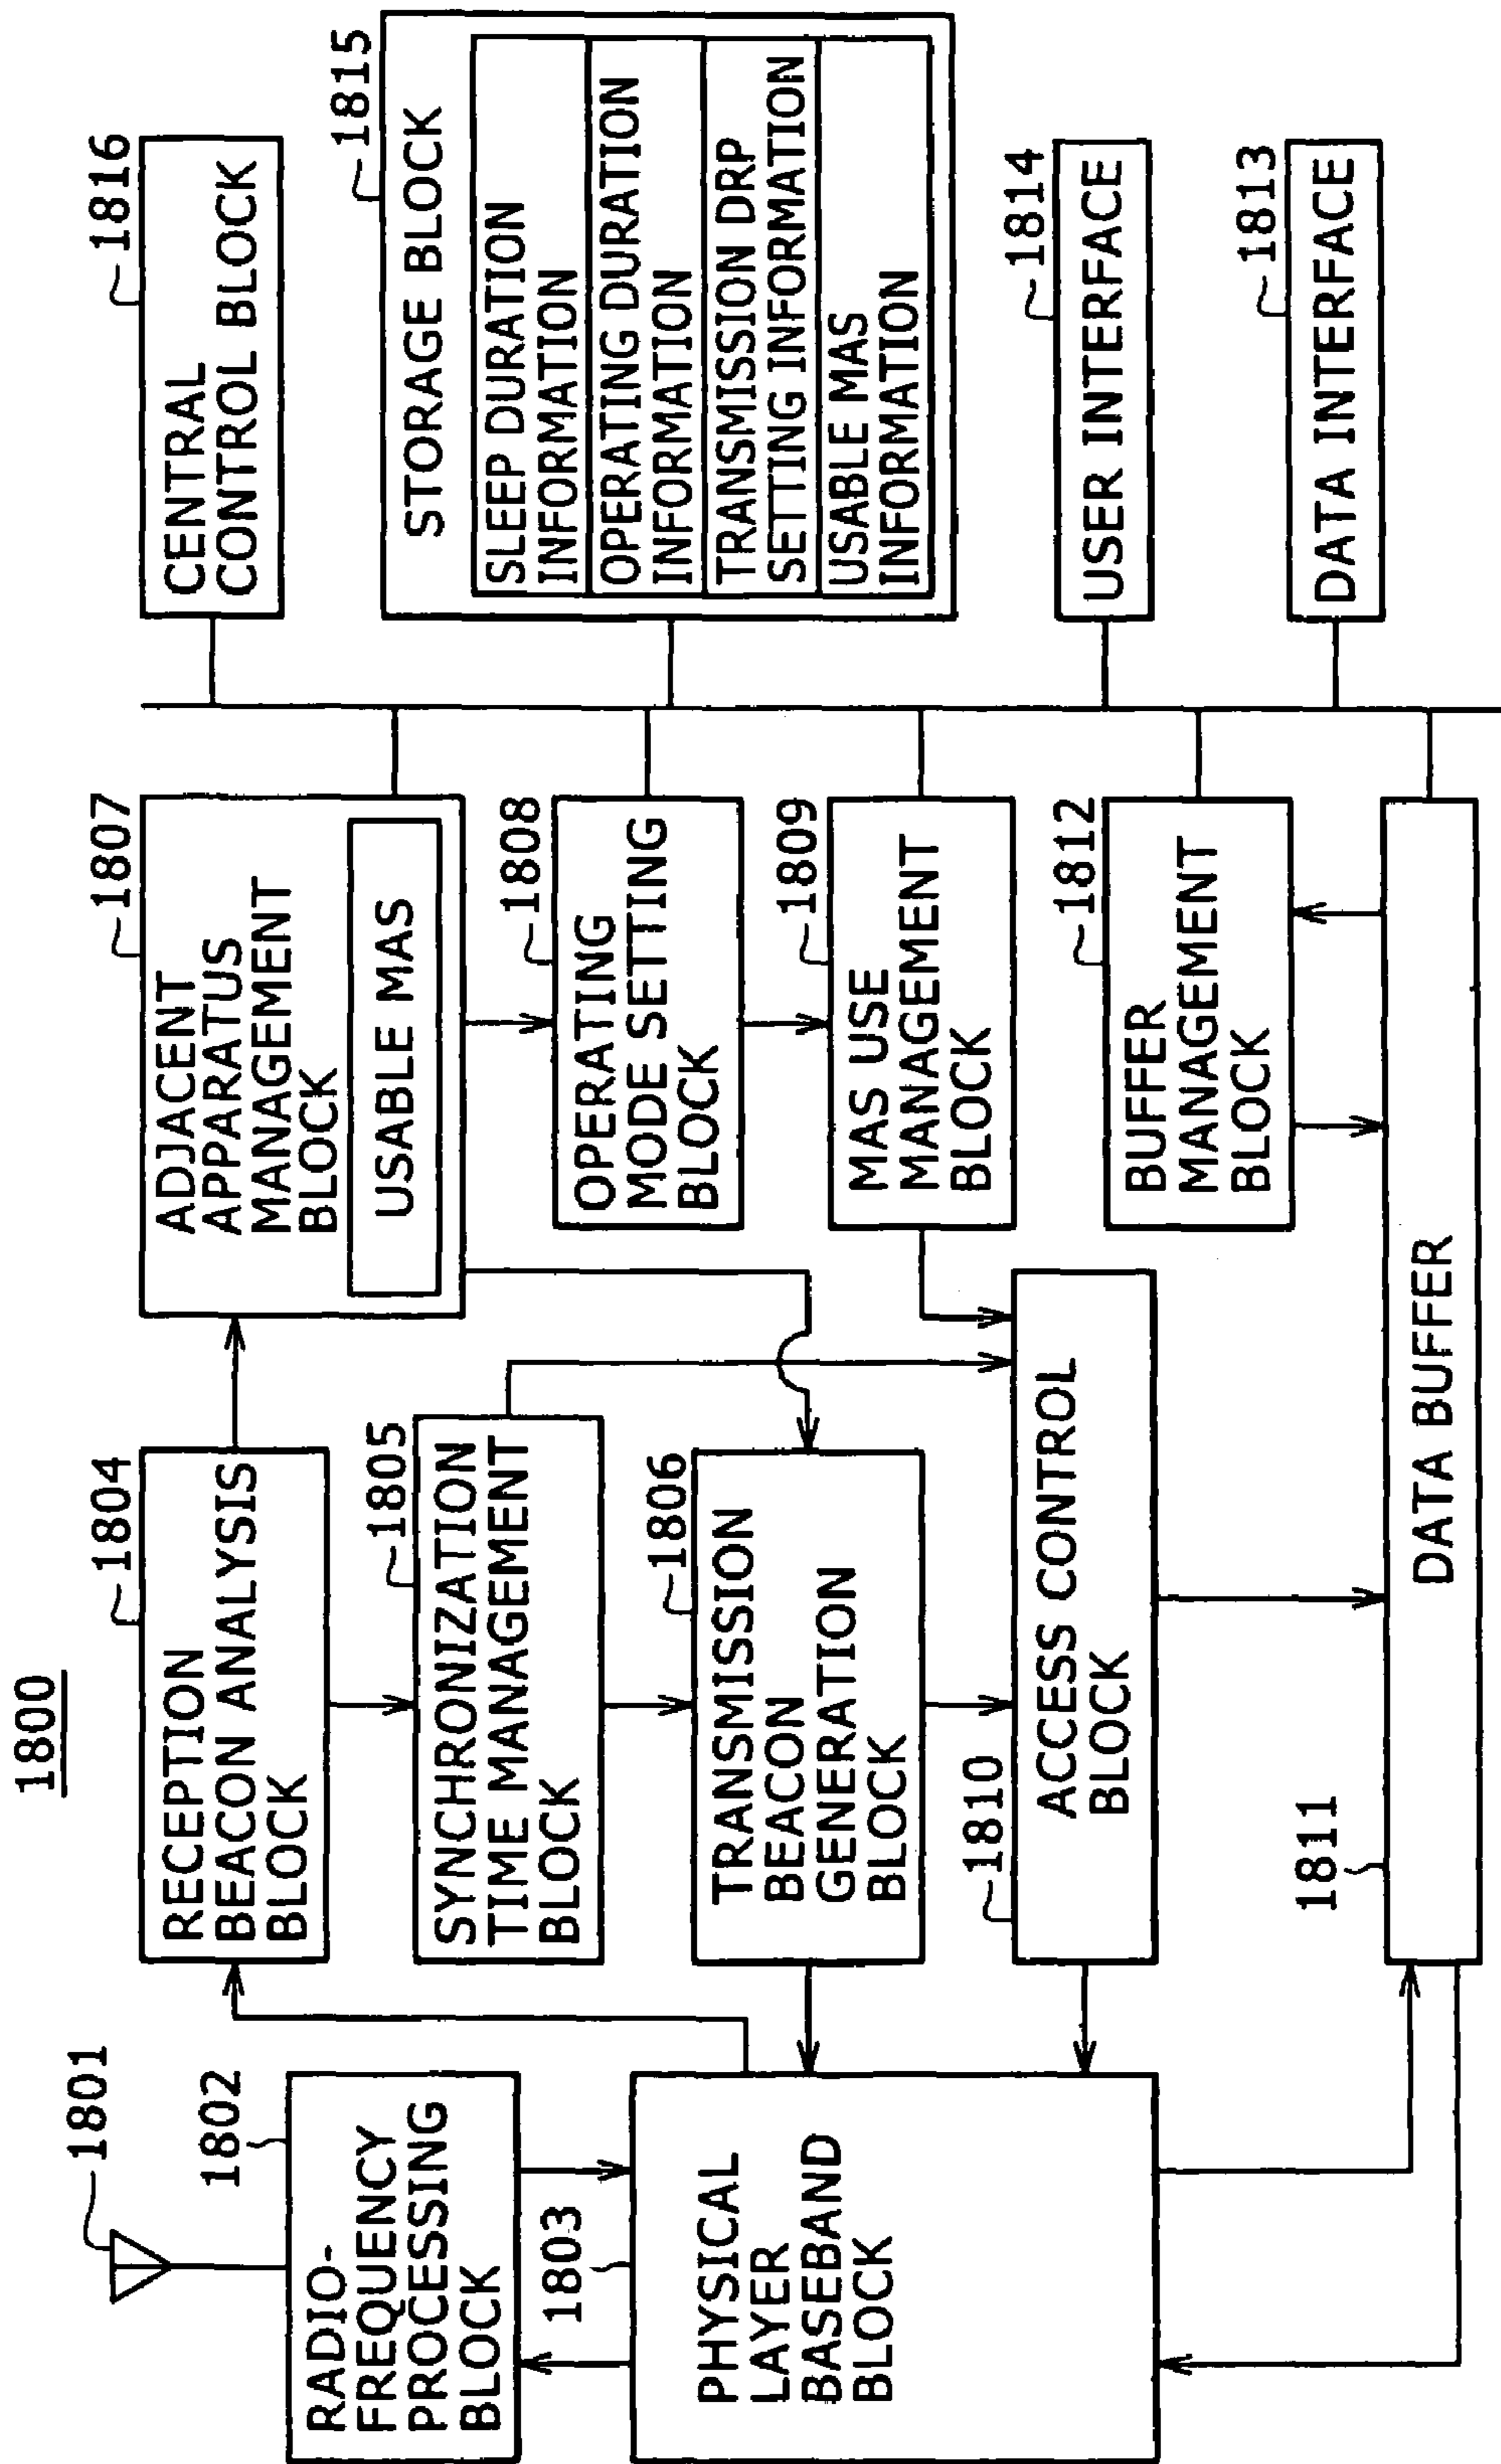 1800
1801
1802
RADIO-
FREQUENCY
PROCESSING
BLOCK
1803
PHYSICAL
LAYER
BASEBAND
BLOCK
1804
RECEPTION
BEACON ANALYSIS
BLOCK
1805
SYNCHRONIZATION
TIME MANAGEMENT
BLOCK
1806
TRANSMISSION
BEACON
GENERATION
BLOCK
1810
ACCESS CONTROL
BLOCK
1811
DATA BUFFER
1807
ADJACENT
APPARATUS
MANAGEMENT
BLOCK
USABLE MAS
1808
OPERATING
MODE SETTING
BLOCK
1809
MAS USE
MANAGEMENT
BLOCK
1812
BUFFER
MANAGEMENT
BLOCK
1816
CENTRAL
CONTROL BLOCK
1815
STORAGE BLOCK
SLEEP DURATION
INFORMATION
OPERATING DURATION
INFORMATION
TRANSMISSION DRP
SETTING INFORMATION
USABLE MAS
INFORMATION
1814
USER INTERFACE
1813
DATA INTERFACE